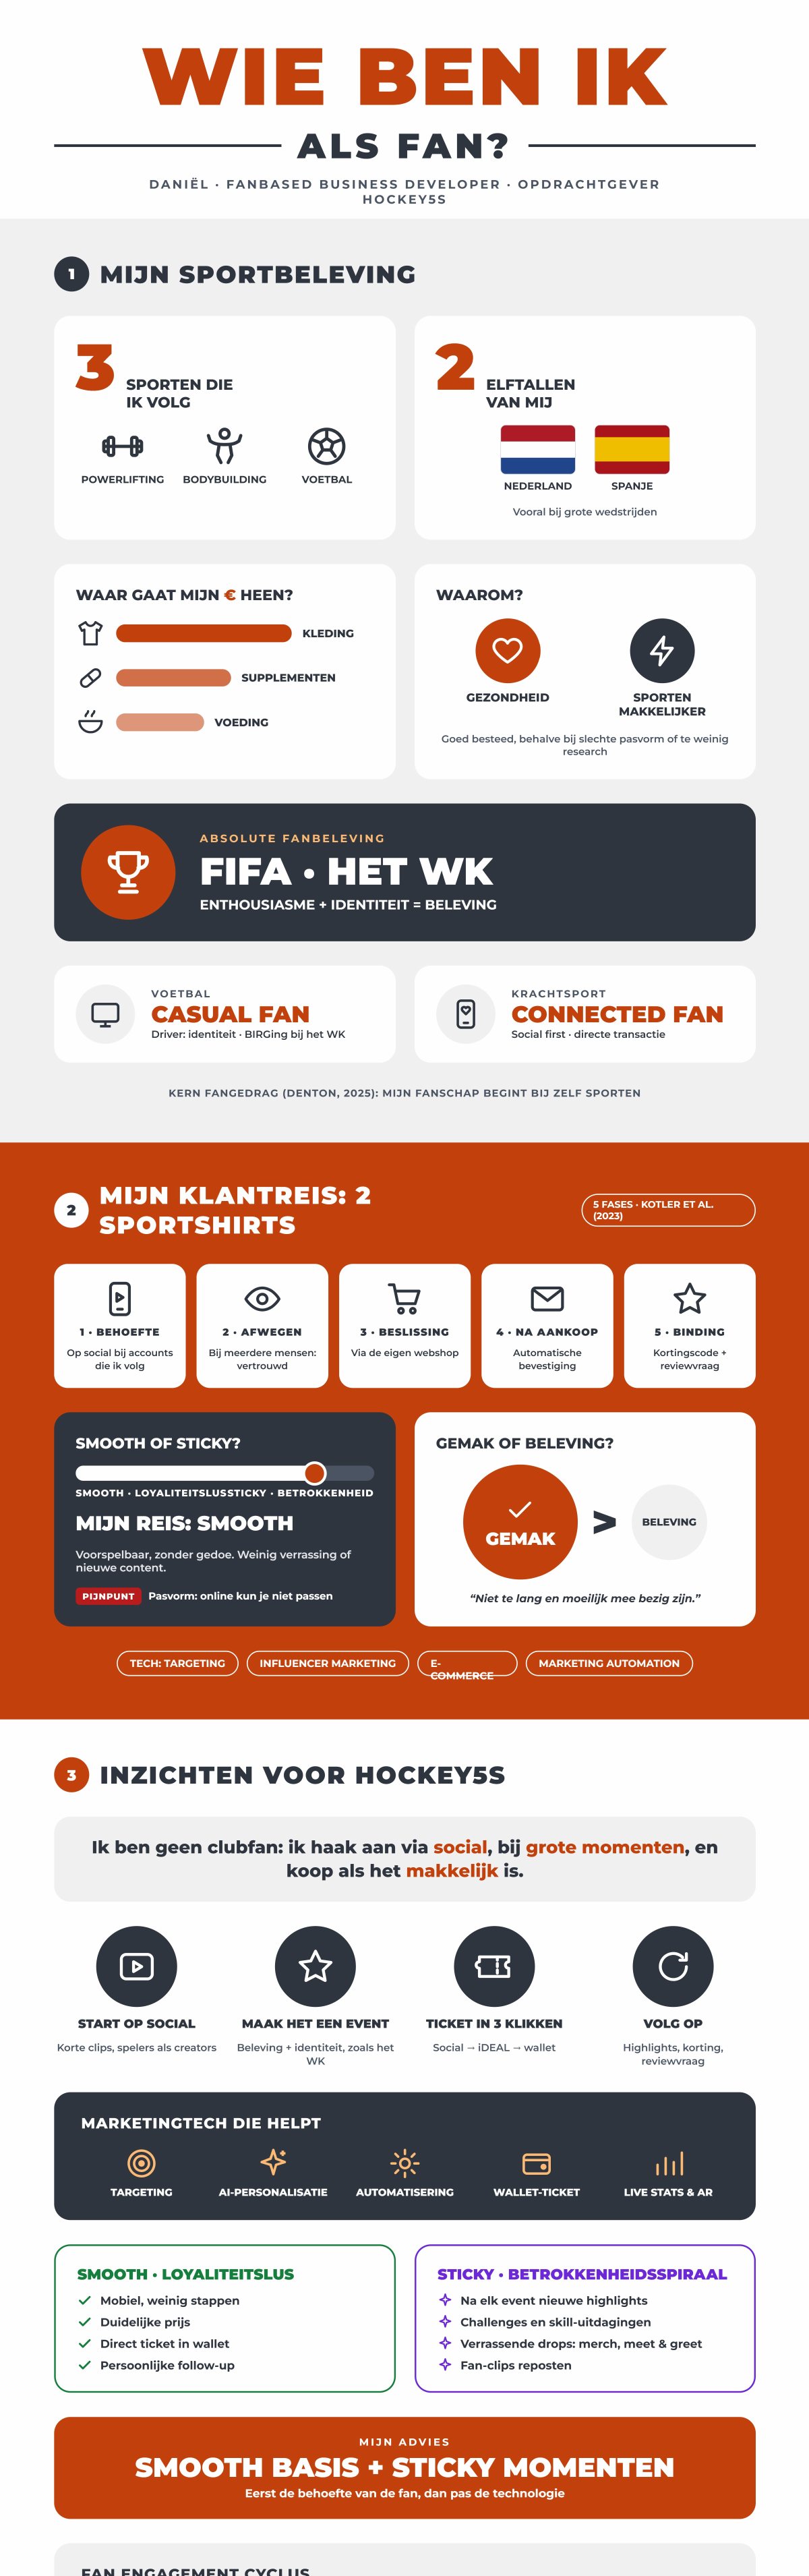 WIE BEN IK
ALS FAN?
DANIËL · FANBASED BUSINESS DEVELOPER · OPDRACHTGEVER
HOCKEY5S
1
MIJN SPORTBELEVING
3
SPORTEN DIE
IK VOLG
POWERLIFTING
BODYBUILDING
VOETBAL
2
ELFTALLEN
VAN MIJ
NEDERLAND
SPANJE
Vooral bij grote wedstrijden
WAAR GAAT MIJN € HEEN?
KLEDING
SUPPLEMENTEN
VOEDING
WAAROM?
GEZONDHEID
SPORTEN
MAKKELIJKER
Goed besteed, behalve bij slechte pasvorm of te weinig
research
ABSOLUTE FANBELEVING
FIFA • HET WK
ENTHOUSIASME + IDENTITEIT = BELEVING
VOETBAL
CASUAL FAN
Driver: identiteit · BIRGing bij het WK
KRACHTSPORT
CONNECTED FAN
Social first · directe transactie
KERN FANGEDRAG (DENTON, 2025): MIJN FANSCHAP BEGINT BIJ ZELF SPORTEN
2
MIJN KLANTREIS: 2
SPORTSHIRTS
5 FASES · KOTLER ET AL.
(2023)
1 · BEHOEFTE
Op social bij accounts
die ik volg
2 · AFWEGEN
Bij meerdere mensen:
vertrouwd
3 · BESLISSING
Via de eigen webshop
4 · NA AANKOOP
Automatische
bevestiging
5 · BINDING
Kortingscode +
reviewvraag
SMOOTH OF STICKY?
SMOOTH · LOYALITEITSLUSSTICKY · BETROKKENHEID
MIJN REIS: SMOOTH
Voorspelbaar, zonder gedoe. Weinig verrassing of
nieuwe content.
PIJNPUNT Pasvorm: online kun je niet passen
GEMAK OF BELEVING?
GEMAK
>
BELEVING
“Niet te lang en moeilijk mee bezig zijn.”
TECH: TARGETING
INFLUENCER MARKETING
E-
COMMERCE
MARKETING AUTOMATION
3
INZICHTEN VOOR HOCKEY5S
Ik ben geen clubfan: ik haak aan via social, bij grote momenten, en
koop als het makkelijk is.
START OP SOCIAL
Korte clips, spelers als creators
MAAK HET EEN EVENT
Beleving + identiteit, zoals het
WK
TICKET IN 3 KLIKKEN
Social → iDEAL → wallet
VOLG OP
Highlights, korting,
reviewvraag
MARKETINGTECH DIE HELPT
TARGETING
AI-PERSONALISATIE
AUTOMATISERING
WALLET-TICKET
LIVE STATS & AR
SMOOTH · LOYALITEITSLUS
Mobiel, weinig stappen
Duidelijke prijs
Direct ticket in wallet
Persoonlijke follow-up
STICKY · BETROKKENHEIDSSPIRAAL
Na elk event nieuwe highlights
Challenges en skill-uitdagingen
Verrassende drops: merch, meet & greet
Fan-clips reposten
MIJN ADVIES
SMOOTH BASIS + STICKY MOMENTEN
Eerst de behoefte van de fan, dan pas de technologie
FAN ENGAGEMENT CYCLUS